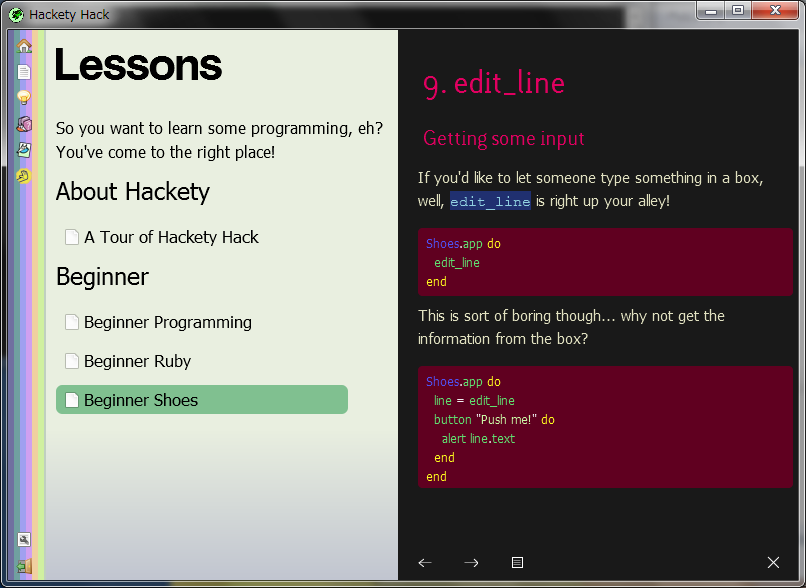 Hackety Hack
Lessons
So you want to learn some programming, eh?
You've come to the right place!
About Hackety
A Tour of Hackety Hack
Beginner
Beginner Programming
Beginner Ruby
Beginner Shoes
9. edit_line
Getting some input
If you'd like to let someone type something in a box,
well, edit_line is right up your alley!
Shoes.app do
  edit_line
end
This is sort of boring though... why not get the
information from the box?
Shoes.app do
  line = edit_line
  button "Push me!" do
    alert line.text
  end
end